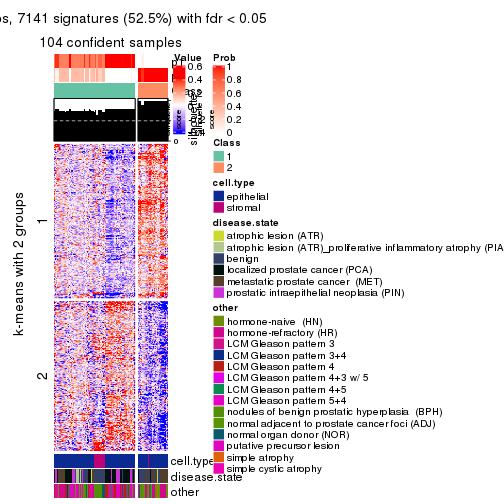 s, 7141 signatures (52.5%) with fdr < 0.05
104 confident samples
k-means with 2 groups
1
2
Value
0.6
Prob
1
0.8
0.6
0.4
0.2
0
Class
1
2
cell.type
epithelial
stromal
disease.state
atrophic lesion (ATR)
atrophic lesion (ATR)_proliferative inflammatory atrophy (PIA
benign
localized prostate cancer (PCA)
metastatic prostate cancer (MET)
prostatic intraepithelial neoplasia (PIN)
other
hormone-naive (HN)
hormone-refractory (HR)
LCM Gleason pattern 3
LCM Gleason pattern 3+4
LCM Gleason pattern 4
LCM Gleason pattern 4+3 w/ 5
LCM Gleason pattern 4+5
LCM Gleason pattern 5+4
nodules of benign prostatic hyperplesia (BPH)
normal adjacent to prostate cancer foci (ADJ)
normal organ donor (NOR)
putative precursor lesion
simple atrophy
simple cystic atrophy
cell.type
disease.state
other